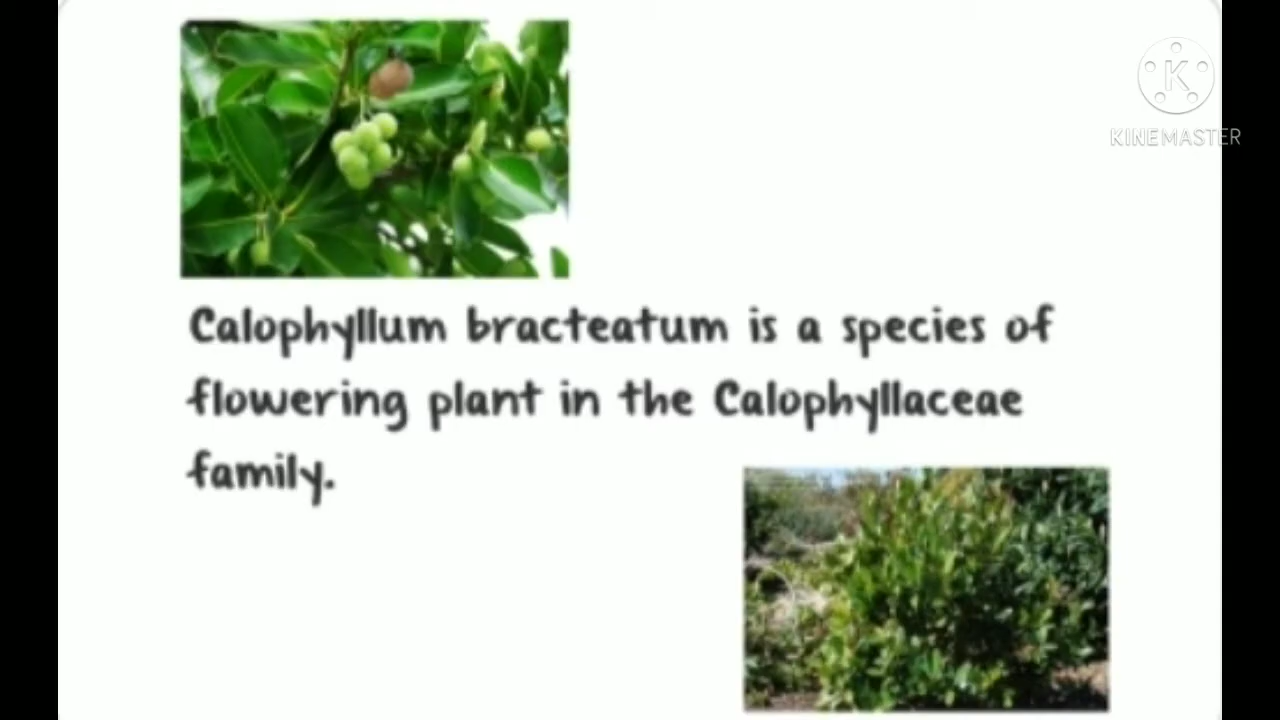 K
KINEMASTER
Calophyllum bracteatum is a species of
flowering plant in the Calophyllaceae
family.